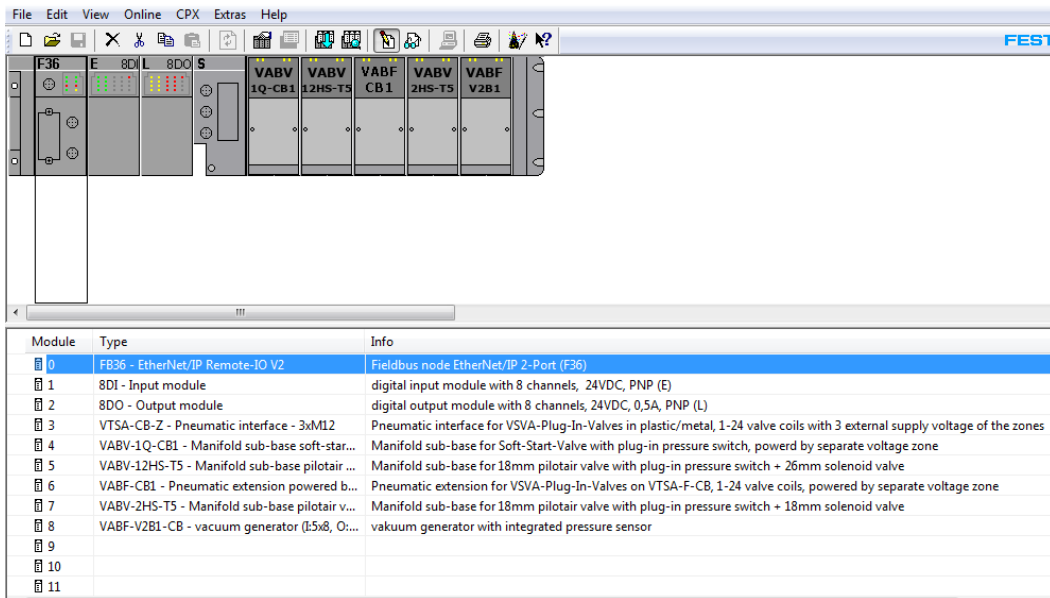 File Edit View Online CPX Extras Help
FEST
F36 E 8DI L 8DO S VABV VABV VABF VABV VABF
1Q-CB1 12HS-T5 CB1 2HS-T5 V2B1
Module Type Info
0 FB36 - EtherNet/IP Remote-IO V2 Fieldbus node EtherNet/IP 2-Port (F36)
1 8DI - Input module digital input module with 8 channels, 24VDC, PNP (E)
2 8DO - Output module digital output module with 8 channels, 24VDC, 0,5A, PNP (L)
3 VTSA-CB-Z - Pneumatic interface - 3xM12 Pneumatic interface for VSVA-Plug-In-Valves in plastic/metal, 1-24 valve coils with 3 external supply voltage of the zones
4 VABV-1Q-CB1 - Manifold sub-base soft-star... Manifold sub-base for Soft-Start-Valve with plug-in pressure switch, powerd by separate voltage zone
5 VABV-12HS-T5 - Manifold sub-base pilotair ... Manifold sub-base for 18mm pilotair valve with plug-in pressure switch + 26mm solenoid valve
6 VABF-CB1 - Pneumatic extension powered b... Pneumatic extension for VSVA-Plug-In-Valves on VTSA-F-CB, 1-24 valve coils, powered by separate voltage zone
7 VABV-2HS-T5 - Manifold sub-base pilotair v... Manifold sub-base for 18mm pilotair valve with plug-in pressure switch + 18mm solenoid valve
8 VABF-V2B1-CB - vacuum generator (I:5x8, O:... vakuum generator with integrated pressure sensor
9
10
11